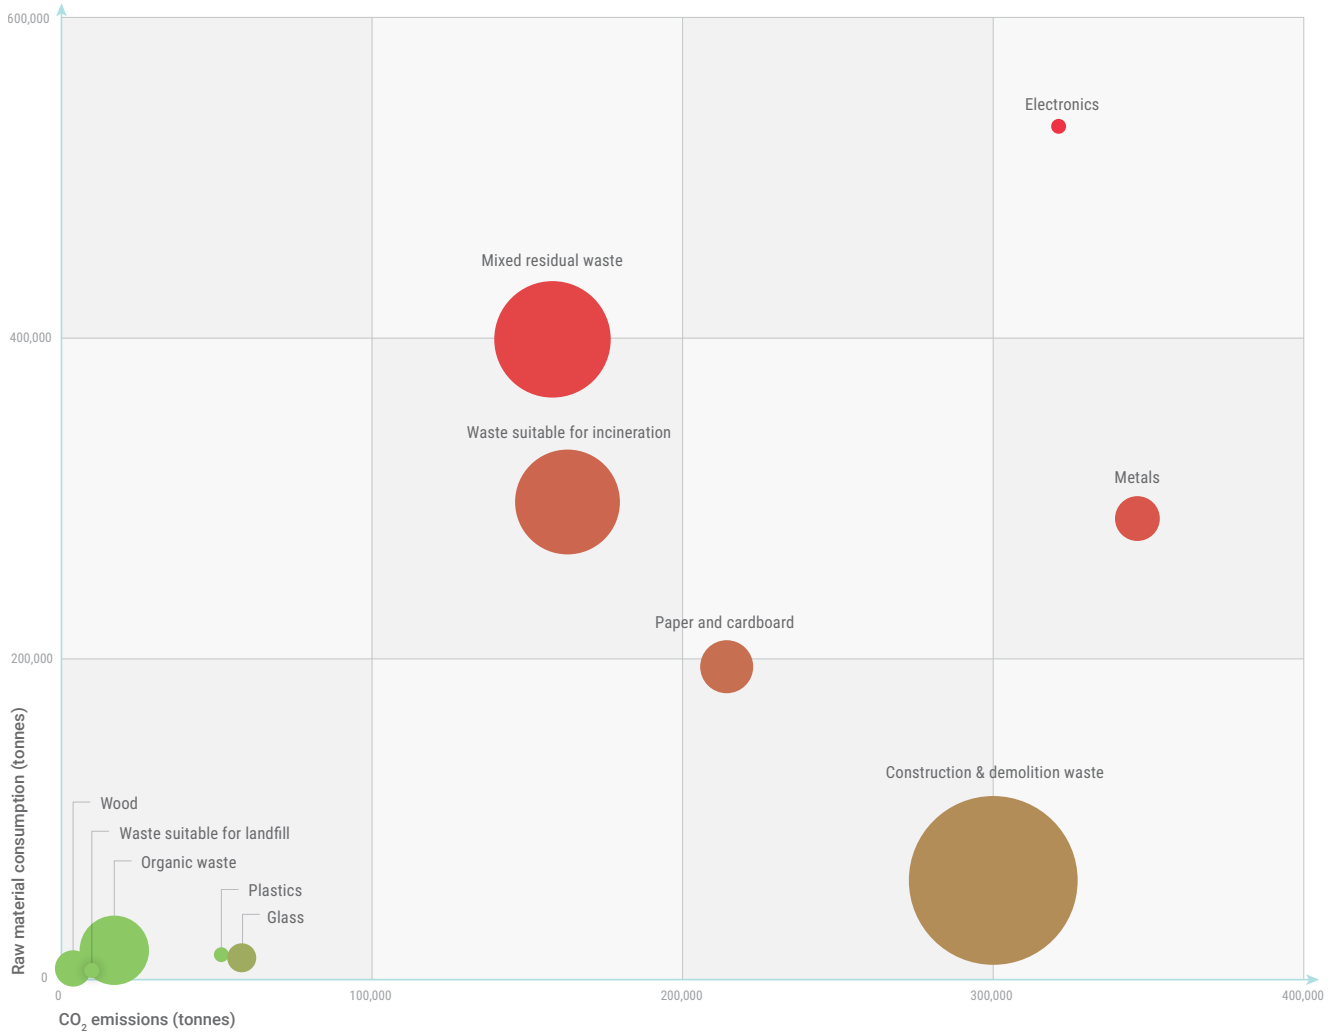 600,000
Electronics
Mixed residual waste
400,000
Waste suitable for incineration
Metals
Paper and cardboard
200,000
Raw material consumption (tonnes)
Construction & demolition waste
Wood
Waste suitable for landfill
Organic waste
Plastics
Glass
0
0 100,000 200,000 300,000 400,000
CO2 emissions (tonnes)